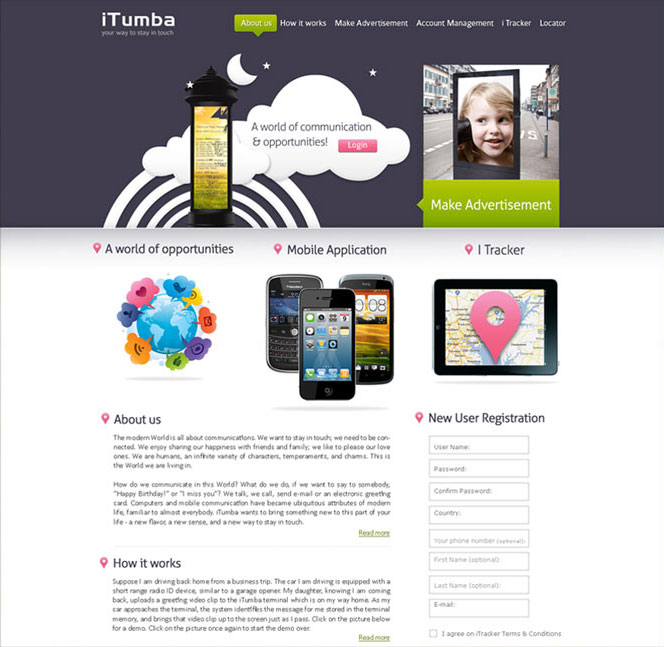 iTumba
your way to stay in touch
About us
How it works
Make Advertisement
Account Management
i Tracker
Locator
A world of communication
& opportunities!
Login
Make Advertisement
A world of opportunities
Mobile Application
I Tracker
About us
The modern World is all about communications. We want to stay in touch; we need to be con-
nected. We enjoy sharing our happiness with friends and family; we like to please our love
ones. We are humans, an infinite variety of characters, temperaments, and charms. This is
the World we are living in.
How do we communicate in this World? What do we do, if we want to say to somebody,
"Happy Birthday!" or "I miss you"? We talk, we call, send e-mail or an electronic greeting
card. Computers and mobile communication have became ubiquitous attributes of modern
life, familiar to almost everybody. iTumba wants to bring something new to this part of your
life - a new flavor, a new sense, and a new way to stay in touch.
Read more
How it works
Suppose I am driving back home from a business trip. The car I am driving is equipped with a
short range radio ID device, similar to a garage opener. My daughter, knowing I am coming
back, uploads a greeting video clip to the iTumba terminal which is on my way home. As my
car approaches the terminal, the system identifies the message for me stored in the terminal
memory, and brings that video clip up to the screen just as I pass. Click on the picture below
for a demo. Click on the picture once again to start the demo over.
Read more
New User Registration
User Name:
Password:
Confirm Password:
Country:
Your phone number (optional):
First Name (optional):
Last Name (optional):
E-mail:
I agree on iTracker Terms & Conditions